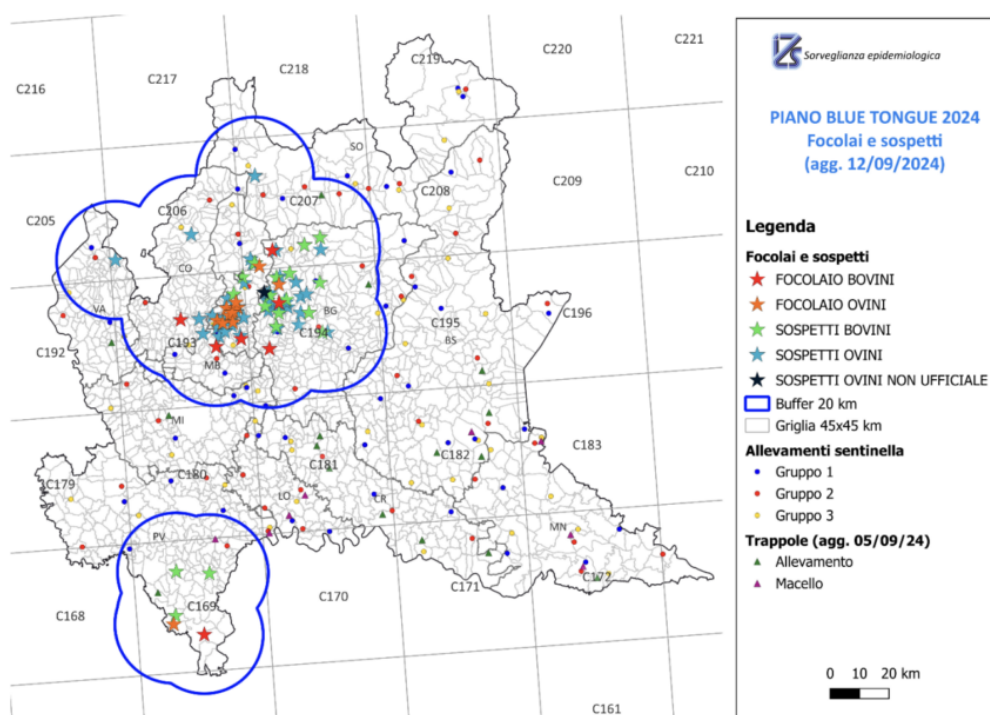 C221
C220
C219
C218
C217
C216
SO
C210
C209
C208
C207
C206
C205
CO
VA
BG
C196
C195
C194
BS
C193
C192
MB
MI
C183
C182
C181
C180
C179
LO
CR
MN
PV
C172
C171
C170
C169
C168
C161
IZS
Sorveglianza epidemiologica
PIANO BLUE TONGUE 2024
Focolai e sospetti
(agg. 12/09/2024)
Legenda
Focolai e sospetti
FOCOLAIO BOVINI
FOCOLAIO OVINI
SOSPETTI BOVINI
SOSPETTI OVINI
SOSPETTI OVINI NON UFFICIALE
Buffer 20 km
Griglia 45x45 km
Allevamenti sentinella
Gruppo 1
Gruppo 2
Gruppo 3
Trappole (agg. 05/09/24)
Allevamento
Macello
0 10 20 km